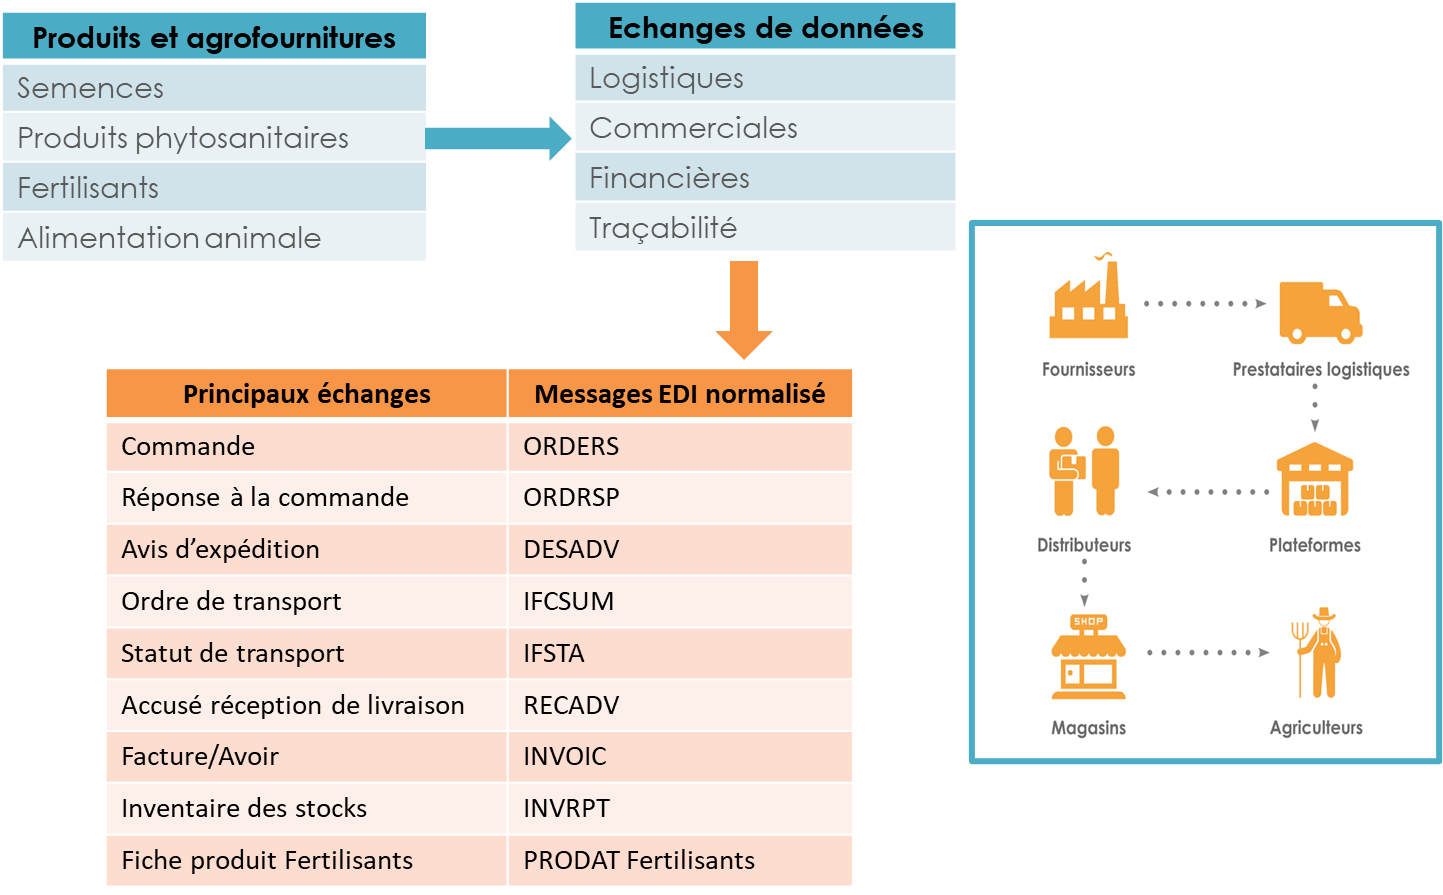 Produits et agrofournitures
Semences
Produits phytosanitaires
Fertilisants
Alimentation animale
Echanges de données
Logistiques
Commerciales
Financières
Traçabilité
Principaux échanges Messages EDI normalisé
Commande ORDERS
Réponse à la commande ORDRSP
Avis d’expédition DESADV
Ordre de transport IFCSUM
Statut de transport IFSTA
Accusé réception de livraison RECADV
Facture/Avoir INVOIC
Inventaire des stocks INVRPT
Fiche produit Fertilisants PRODAT Fertilisants
Fournisseurs
Prestataires logistiques
Distributeurs
Plateformes
SHOP
Magasins
Agriculteurs